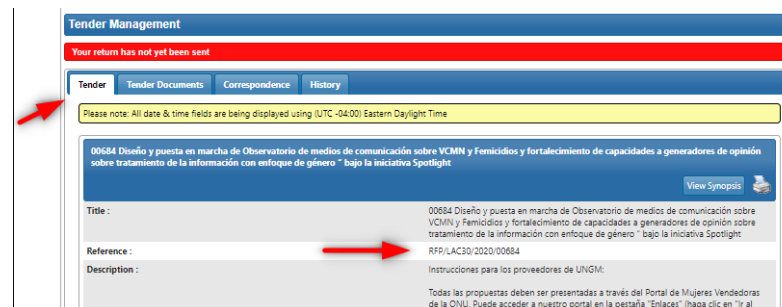 Tender Management
Your return has not yet been sent
Tender Tender Documents Correspondence History
Please note: All date & time fields are being displayed using (UTC -04:00) Eastern Daylight Time
00684 Diseño y puesta en marcha de Observatorio de medios de comunicación sobre VCMN y Femicidios y fortalecimiento de capacidades a generadores de opinión
sobre tratamiento de la información con enfoque de género " bajo la iniciativa Spotlight
View Synopsis
Title :
00684 Diseño y puesta en marcha de Observatorio de medios de comunicación sobre
VCMN y Femicidios y fortalecimiento de capacidades a generadores de opinión sobre
tratamiento de la información con enfoque de género " bajo la iniciativa Spotlight
Reference :
RFP/LAC30/2020/00684
Description :
Instrucciones para los proveedores de UNGM:
Todas las propuestas deben ser presentadas a través del Portal de Mujeres Vendedoras
de la ONU. Puede acceder a nuestro portal en la pestaña "Enlaces" (haga clic en "Ir al